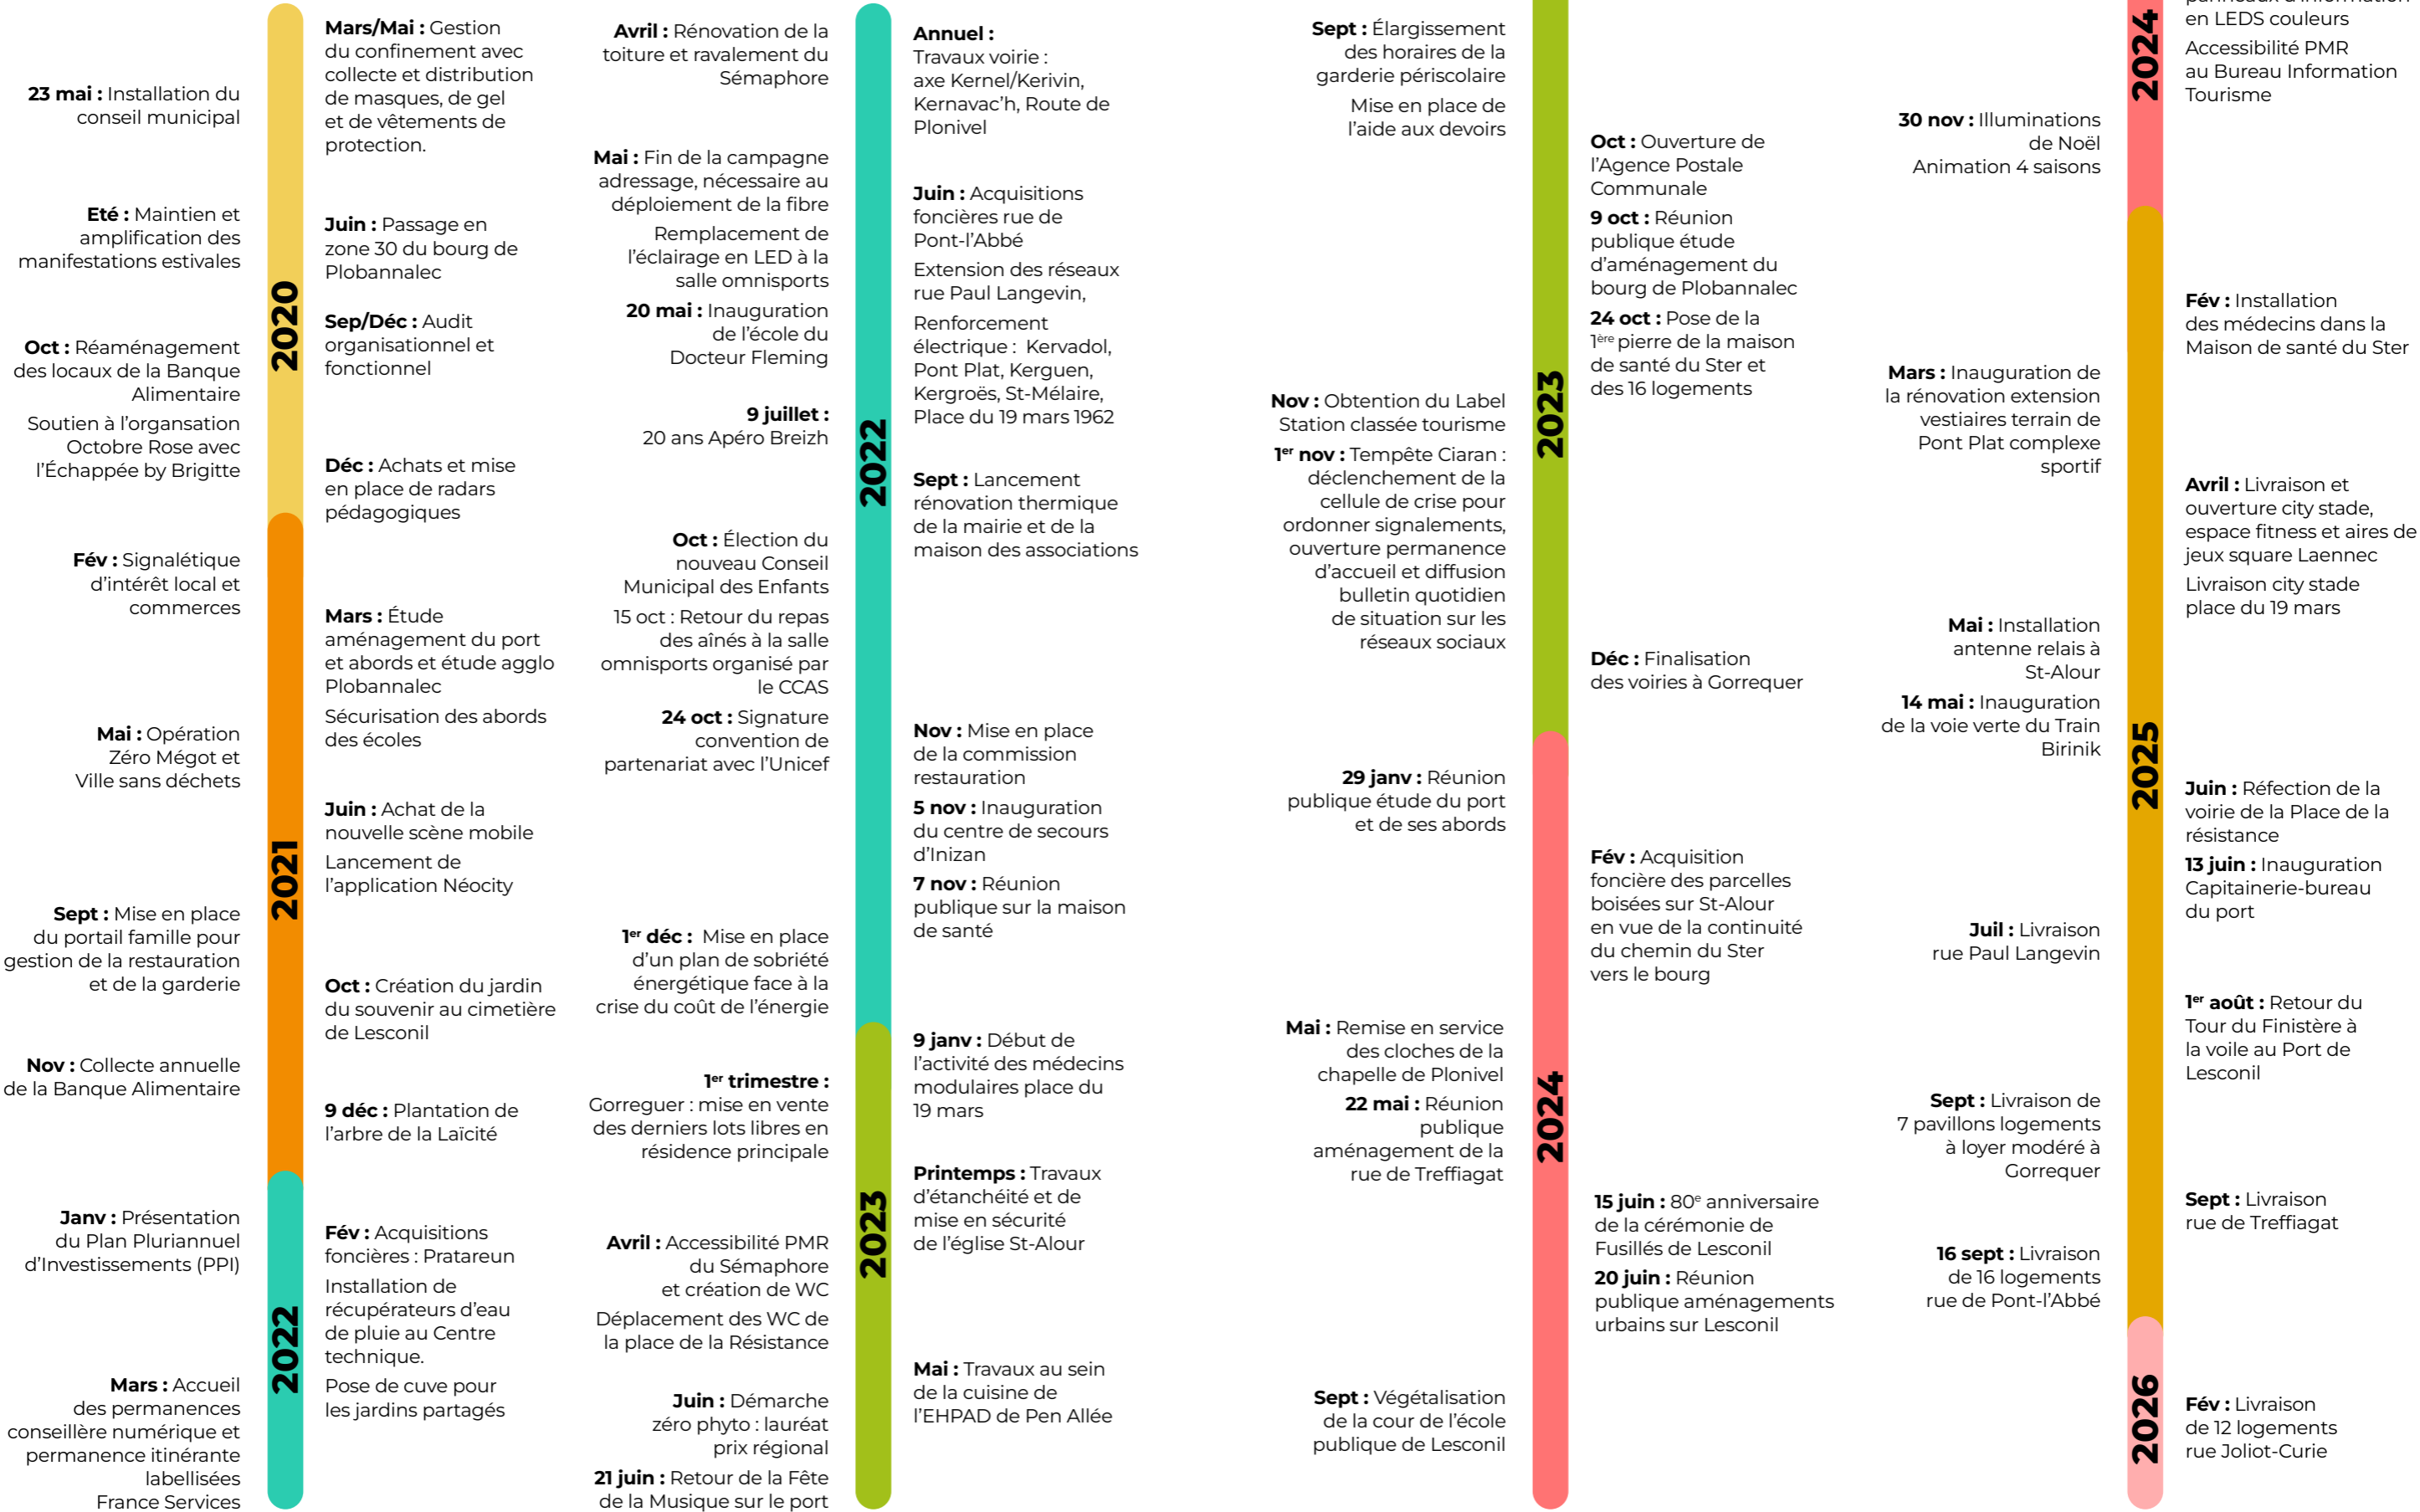 23 mai : Installation du
conseil municipal
Eté : Maintien et
amplification des
manifestations estivales
Oct : Réaménagement
des locaux de la Banque
Alimentaire
Soutien à l'organsation
Octobre Rose avec
l'Échappée by Brigitte
Fév : Signalétique
d'intérêt local et
commerces
Mai : Opération
Zéro Mégot et
Ville sans déchets
Sept : Mise en place
du portail famille pour
gestion de la restauration
et de la garderie
Nov : Collecte annuelle
de la Banque Alimentaire
Janv : Présentation
du Plan Pluriannuel
d'Investissements (PPI)
Mars : Accueil
des permanences
conseillère numérique et
permanence itinérante
labellisées
France Services
2020
2021
2022
Mars/Mai : Gestion
du confinement avec
collecte et distribution
de masques, de gel
et de vêtements de
protection.
Juin : Passage en
zone 30 du bourg de
Plobannalec
Sep/Déc : Audit
organisationnel et
fonctionnel
Déc : Achats et mise
en place de radars
pédagogiques
Mars : Étude
aménagement du port
et abords et étude agglo
Plobannalec
Sécurisation des abords
des écoles
Juin : Achat de la
nouvelle scène mobile
Lancement de
l'application Néocity
Oct : Création du jardin
du souvenir au cimetière
de Lesconil
9 déc : Plantation de
l'arbre de la Laïcité
Fév : Acquisitions
foncières : Pratareun
Installation de
récupérateurs d'eau
de pluie au Centre
technique.
Pose de cuve pour
les jardins partagés
Avril : Rénovation de la
toiture et ravalement du
Sémaphore
Mai : Fin de la campagne
adressage, nécessaire au
déploiement de la fibre
Remplacement de
l'éclairage en LED à la
salle omnisports
20 mai : Inauguration
de l'école du
Docteur Fleming
9 juillet :
20 ans Apéro Breizh
Oct : Élection du
nouveau Conseil
Municipal des Enfants
15 oct : Retour du repas
des aînés à la salle
omnisports organisé par
le CCAS
24 oct : Signature
convention de
partenariat avec l'Unicef
1er déc : Mise en place
d'un plan de sobriété
énergétique face à la
crise du coût de l'énergie
1er trimestre :
Gorreguer : mise en vente
des derniers lots libres en
résidence principale
Avril : Accessibilité PMR
du Sémaphore
et création de WC
Déplacement des WC de
la place de la Résistance
Juin : Démarche
zéro phyto : lauréat
prix régional
21 juin : Retour de la Fête
de la Musique sur le port
2022
2023
Annuel :
Travaux voirie :
axe Kernel/Kerivin,
Kernavac'h, Route de
Plonivel
Juin : Acquisitions
foncières rue de
Pont-l'Abbé
Extension des réseaux
rue Paul Langevin,
Renforcement
électrique : Kervadol,
Pont Plat, Kerguen,
Kergroës, St-Mélaire,
Place du 19 mars 1962
Sept : Lancement
rénovation thermique
de la mairie et de la
maison des associations
Nov : Mise en place
de la commission
restauration
5 nov : Inauguration
du centre de secours
d'Inizan
7 nov : Réunion
publique sur la maison
de santé
9 janv : Début de
l'activité des médecins
modulaires place du
19 mars
Printemps : Travaux
d'étanchéité et de
mise en sécurité
de l'église St-Alour
Mai : Travaux au sein
de la cuisine de
l'EHPAD de Pen Allée
Sept : Élargissement
des horaires de la
garderie périscolaire
Mise en place de
l'aide aux devoirs
Nov : Obtention du Label
Station classée tourisme
1er nov : Tempête Ciaran :
déclenchement de la
cellule de crise pour
ordonner signalements,
ouverture permanence
d'accueil et diffusion
bulletin quotidien
de situation sur les
réseaux sociaux
29 janv : Réunion
publique étude du port
et de ses abords
Mai : Remise en service
des cloches de la
chapelle de Plonivel
22 mai : Réunion
publique
aménagement de la
rue de Treffiagat
Sept : Végétalisation
de la cour de l'école
publique de Lesconil
2023
2024
Oct : Ouverture de
l'Agence Postale
Communale
9 oct : Réunion
publique étude
d'aménagement du
bourg de Plobannalec
24 oct : Pose de la
1ère pierre de la maison
de santé du Ster et
des 16 logements
Déc : Finalisation
des voiries à Gorrequer
Fév : Acquisition
foncière des parcelles
boisées sur St-Alour
en vue de la continuité
du chemin du Ster
vers le bourg
15 juin : 80e anniversaire
de la cérémonie de
Fusillés de Lesconil
20 juin : Réunion
publique aménagements
urbains sur Lesconil
30 nov : Illuminations
de Noël
Animation 4 saisons
Mars : Inauguration de
la rénovation extension
vestiaires terrain de
Pont Plat complexe
sportif
Mai : Installation
antenne relais à
St-Alour
14 mai : Inauguration
de la voie verte du Train
Birinik
Juil : Livraison
rue Paul Langevin
Sept : Livraison de
7 pavillons logements
à loyer modéré à
Gorrequer
16 sept : Livraison
de 16 logements
rue de Pont-l'Abbé
2024
2025
2026
panneaux d'information
en LEDS couleurs
Accessibilité PMR
au Bureau Information
Tourisme
Fév : Installation
des médecins dans la
Maison de santé du Ster
Avril : Livraison et
ouverture city stade,
espace fitness et aires de
jeux square Laennec
Livraison city stade
place du 19 mars
Juin : Réfection de la
voirie de la Place de la
résistance
13 juin : Inauguration
Capitainerie-bureau
du port
1er août : Retour du
Tour du Finistère à
la voile au Port de
Lesconil
Sept : Livraison
rue de Treffiagat
Fév : Livraison
de 12 logements
rue Joliot-Curie